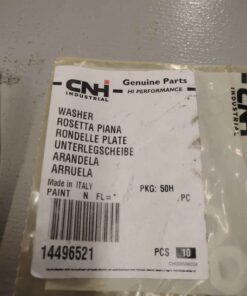 CNH
INDUSTRIAL
Genuine Parts
HI PERFORMANCE
WASHER
ROSETTA PIANA
RONDELLE PLATE
UNTERLEGSCHEIBE
ARANDELA
ARRUELA
Made in ITALY
PKG: 50H
PAINT N FL=*
.PC
14496521
PCS 10